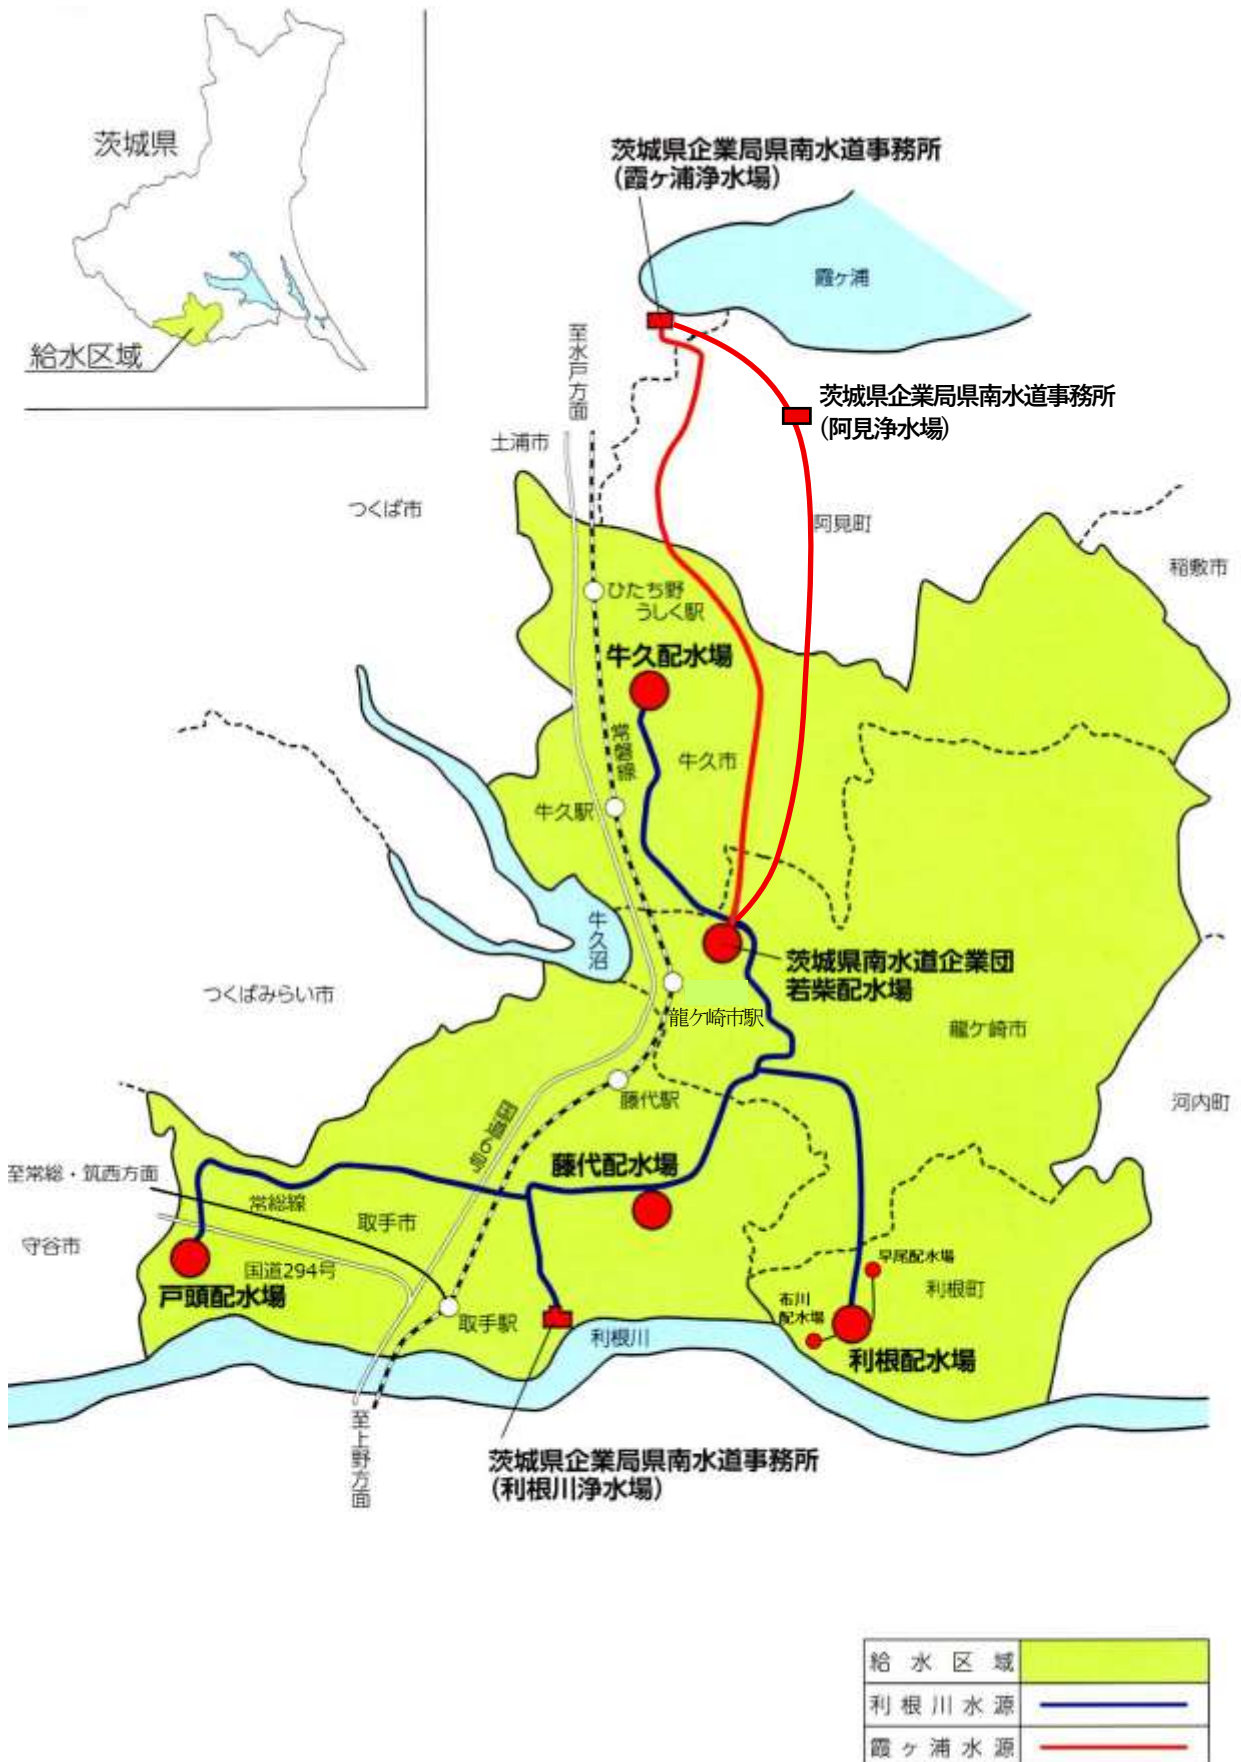 茨城県
給水区域
茨城県企業局県南水道事務所
(霞ヶ浦浄水場)
霞ヶ浦
至水戸方面
茨城県企業局県南水道事務所
(阿見浄水場)
土浦市
つくば市
阿見町
稲敷市
ひたち野
うしく駅
牛久配水場
常磐線
牛久市
牛久駅
牛久沼
茨城県南水道企業団
若柴配水場
つくばみらい市
龍ケ崎市駅
龍ケ崎市
藤代駅
河内町
国道6号
藤代配水場
至常総・筑西方面
常総線
取手市
守谷市
国道294号
戸頭配水場
早尾配水場
利根町
布川
配水場
取手駅
利根川
利根配水場
至上野方面
茨城県企業局県南水道事務所
(利根川浄水場)
給水区域
利根川水源
霞ヶ浦水源